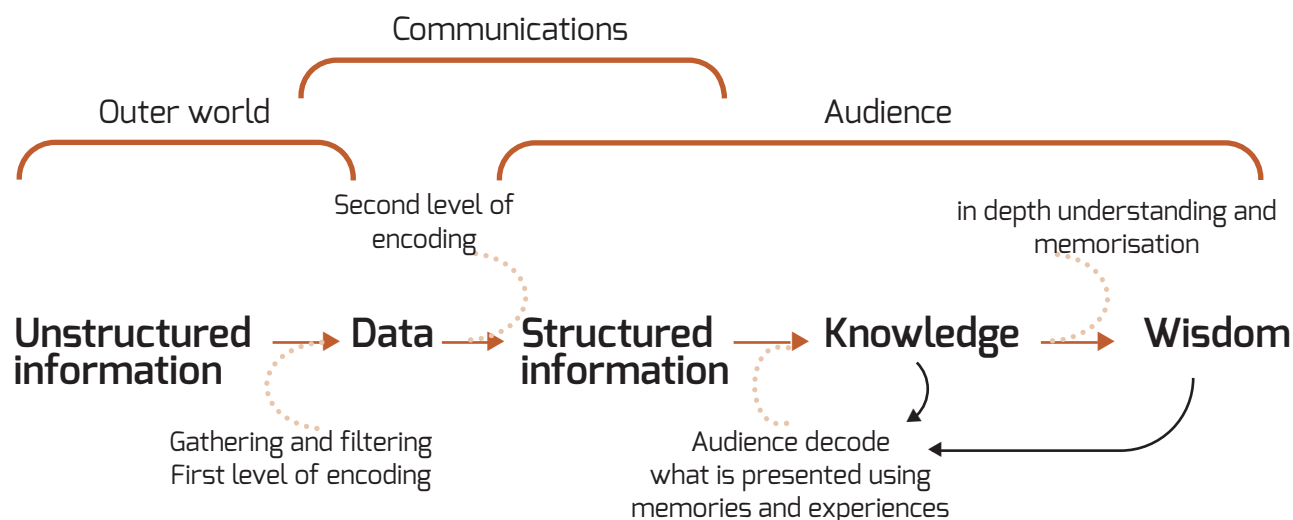 Communications
Outer world
Audience
Second level of
encoding
in depth understanding and
memorisation
Unstructured
information
Data
Structured
information
Knowledge
Wisdom
Gathering and filtering
First level of encoding
Audience decode
what is presented using
memories and experiences